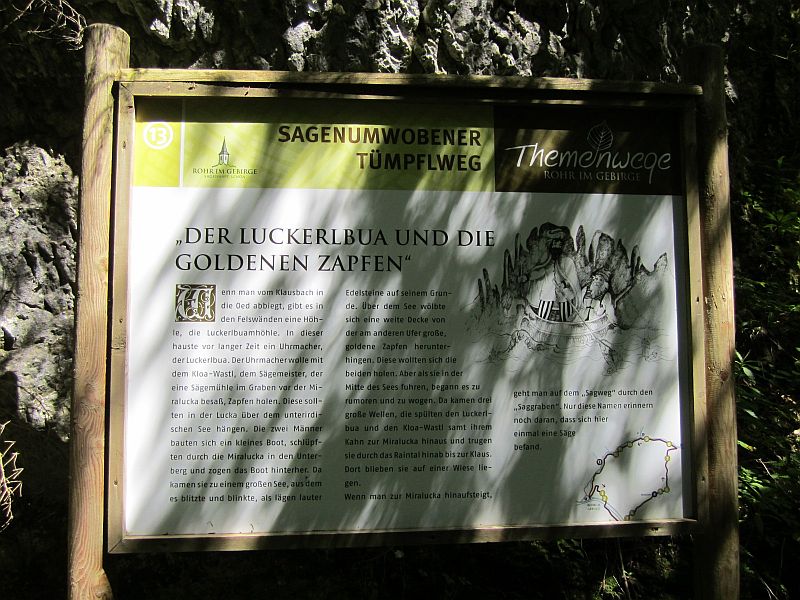 13
ROHR IM GEBIRGE
SAGENUMWOBENER
TÜMPFLWEG
Themenwege
ROHR IM GEBIRGE
„DER LUCKERLBUA UND DIE
GOLDENEN ZAPFEN“
Wenn man vom Klausbach in
die Oed abbiegt, gibt es in
den Felswänden eine Höh-
le, die Luckerlbuamhöhle. In dieser
hauste vor langer Zeit ein Uhrmacher,
der Luckerlbua. Der Uhrmacher wolle mit
dem Kloa-Wastl, dem Sägemeister, der
eine Sägemühle im Graben vor der Mi-
ralucka besaß, Zapfen holen. Diese soll-
ten in der Lucka über dem unterirdi-
schen See hängen. Die zwei Männer
bauten sich ein kleines Boot, schlüpf-
ten durch die Miralucka in den Unter-
berg und zogen das Boot hinterher. Da
kamen sie zu einem großen See, aus dem
es blitzte und blinkte, als lägen lauter
Edelsteine auf seinem Grun-
de. Über dem See wölbte
sich eine weite Decke von
der am anderen Ufer große,
goldene Zapfen herunter-
hingen. Diese wollten sich die
beiden holen. Aber als sie in der
Mitte des Sees fuhren, begann es zu
rumoren und zu wogen. Da kamen drei
große Wellen, die spülten den Luckerl-
bua und den Kloa-Wastl samt ihrem
Kahn zur Miralucka hinaus und trugen
sie durch das Raintal hinab bis zur Klaus.
Dort blieben sie auf einer Wiese lie-
gen.
Wenn man zur Miralucka hinaufsteigt,
geht man auf dem „Sagweg“ durch den
„Saggraben“. Nur diese Namen erinnern
noch daran, dass sich hier
einmal eine Säge
befand.